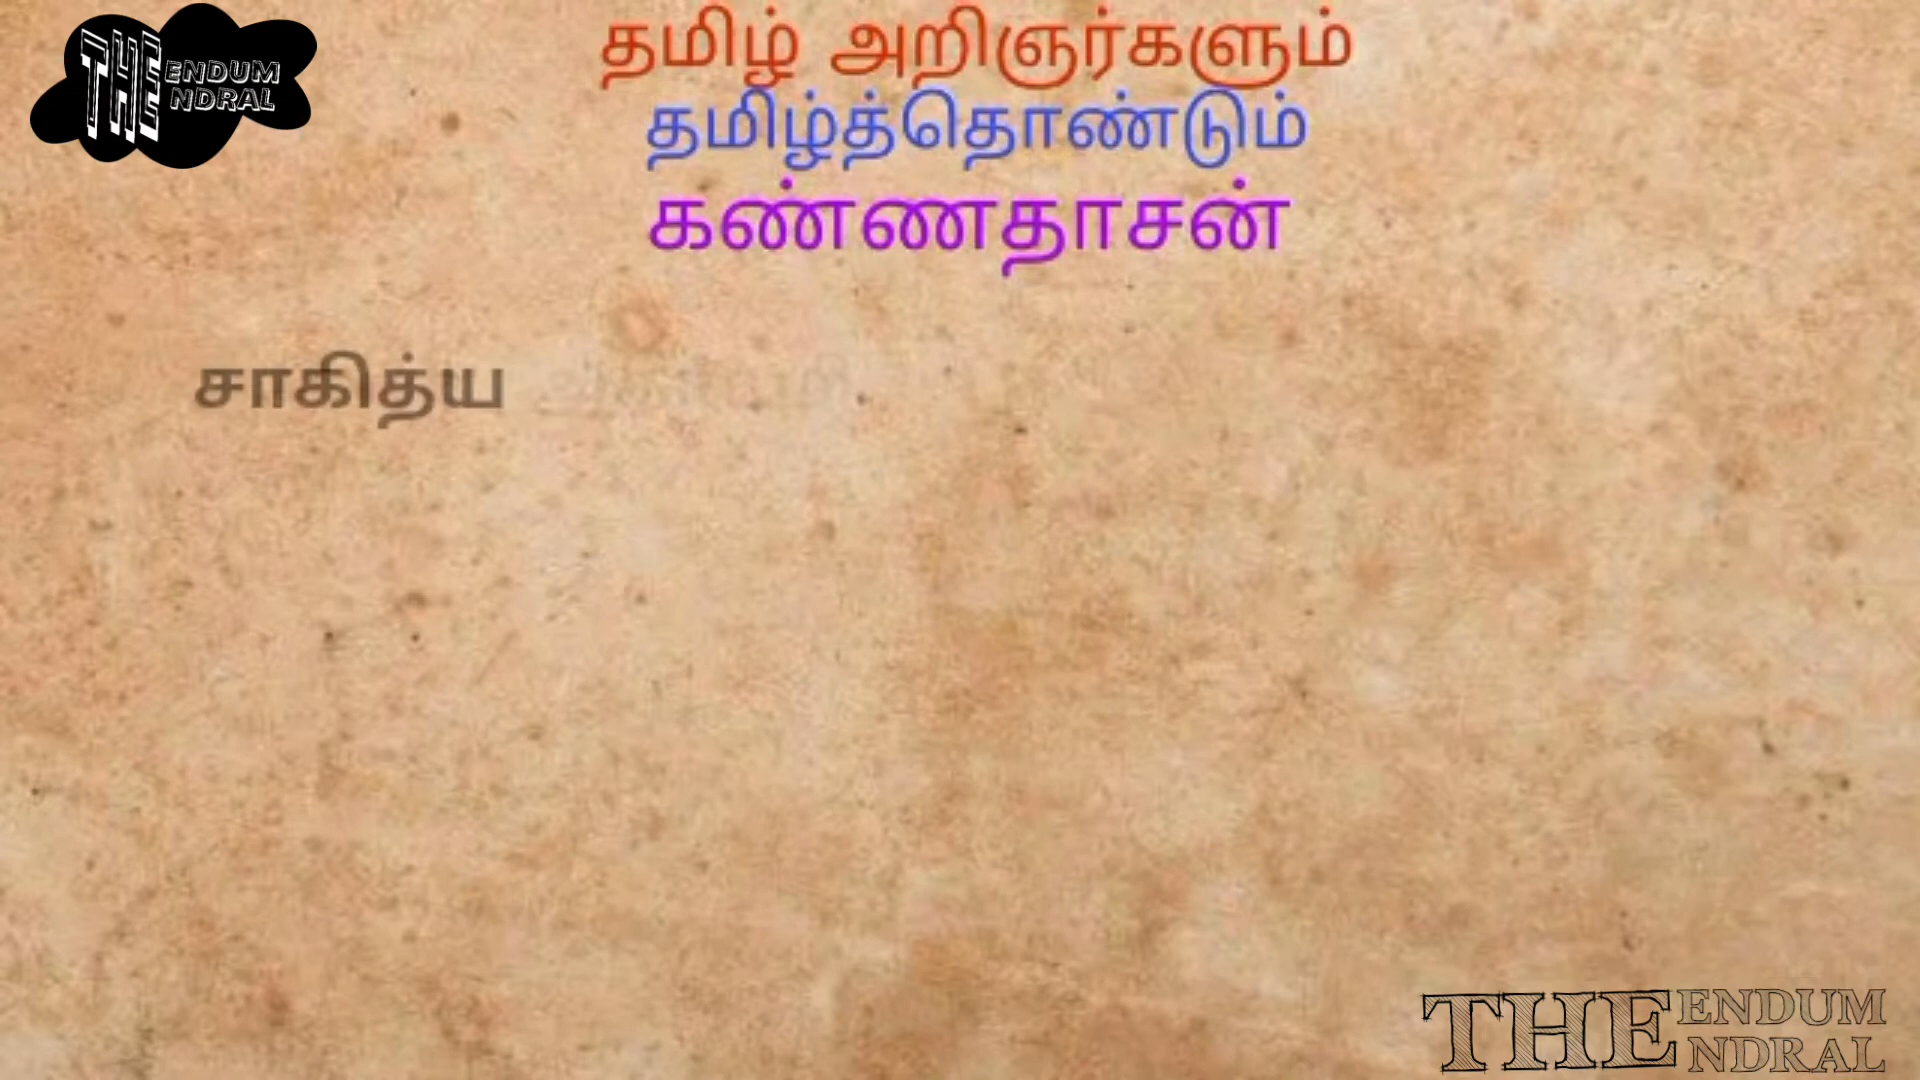 THE ENDUM
NDRAL
தமிழ் அறிஞர்களும்
தமிழ்த்தொண்டும்
கண்ணதாசன்
சாகித்ய
THE ENDUM
NDRAL